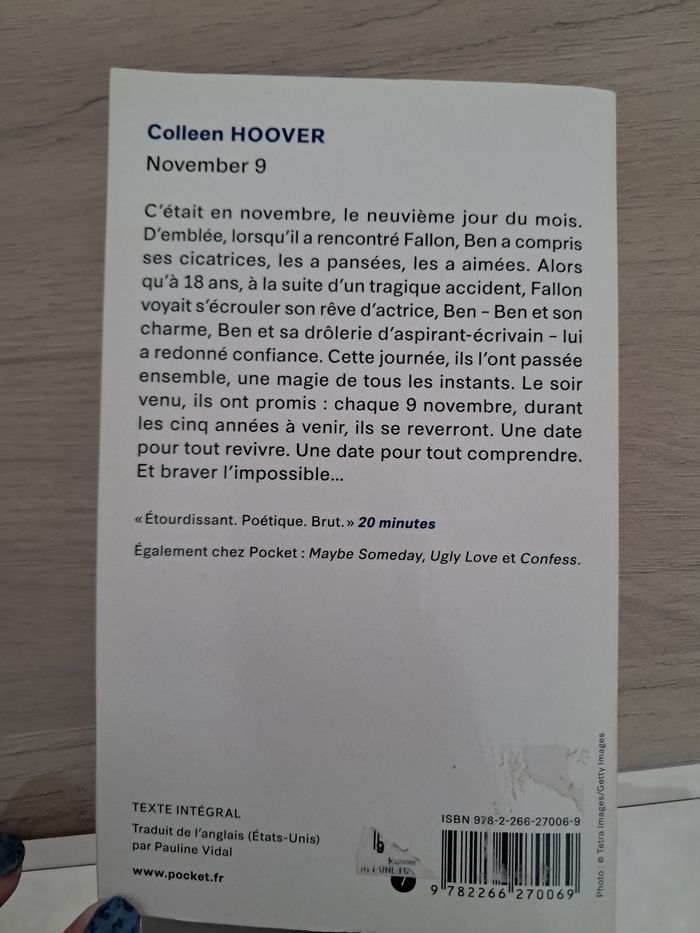 Colleen HOOVER
November 9
C'était en novembre, le neuvième jour du mois.
D'emblée, lorsqu'il a rencontré Fallon, Ben a compris
ses cicatrices, les a pansées, les a aimées. Alors
qu'à 18 ans, à la suite d'un tragique accident, Fallon
voyait s'écrouler son rêve d'actrice, Ben – Ben et son
charme, Ben et sa drôlerie d'aspirant-écrivain – lui
a redonné confiance. Cette journée, ils l'ont passée
ensemble, une magie de tous les instants. Le soir
venu, ils ont promis : chaque 9 novembre, durant
les cinq années à venir, ils se reverront. Une date
pour tout revivre. Une date pour tout comprendre.
Et braver l'impossible...
« Étourdissant. Poétique. Brut. » 20 minutes
Également chez Pocket : Maybe Someday, Ugly Love et Confess.
TEXTE INTÉGRAL
Traduit de l'anglais (États-Unis)
par Pauline Vidal
www.pocket.fr
ISBN 978-2-266-27006-9
9 782266 270069
Photo : © Tetra Images/Getty Images